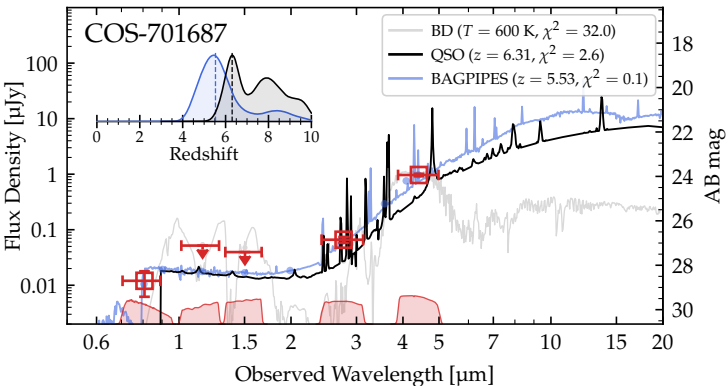 COS-701687
BD (T = 600 K, χ² = 32.0)
QSO (z = 6.31, χ² = 2.6)
BAGPIPES (z = 5.53, χ² = 0.1)
0 2 4 6 8 10
Redshift
100
10
1
0.1
0.01
Flux Density [μJy]
18
20
22
24
26
28
30
AB mag
0.6 1 1.5 2 3 4 5 10 15 20
Observed Wavelength [μm]